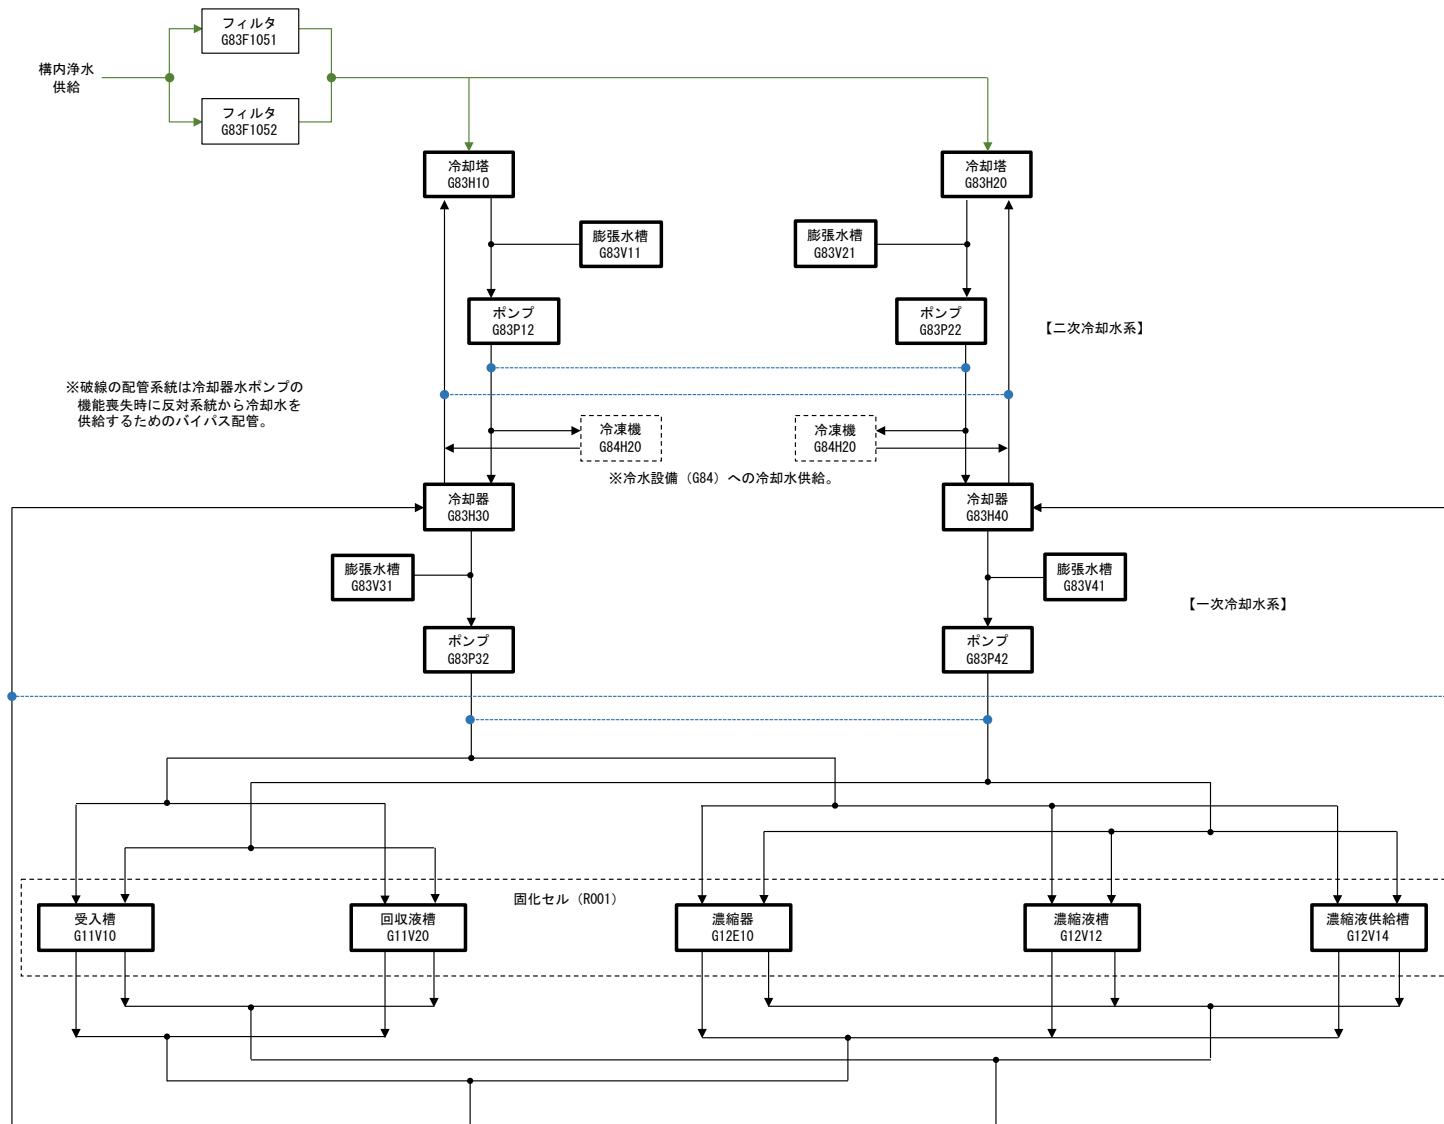 フィルタ
G83F1051
構内浄水
供給
フィルタ
G83F1052
冷却塔
G83H10
冷却塔
G83H20
膨張水槽
G83V11
膨張水槽
G83V21
ポンプ
G83P12
ポンプ
G83P22
【二次冷却水系】
※破線の配管系統は冷却器水ポンプの
機能喪失時に反対系統から冷却水を
供給するためのバイパス配管。
冷凍機
G84H20
冷凍機
G84H20
※冷水設備（G84）への冷却水供給。
冷却器
G83H30
冷却器
G83H40
膨張水槽
G83V31
膨張水槽
G83V41
【一次冷却水系】
ポンプ
G83P32
ポンプ
G83P42
固化セル（R001）
受入槽
G11V10
回収液槽
G11V20
濃縮器
G12E10
濃縮液槽
G12V12
濃縮液供給槽
G12V14